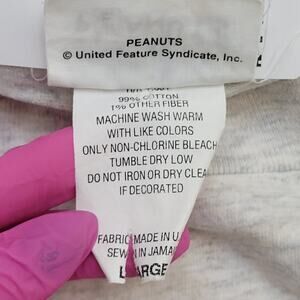 PEANUTS
© United Feature Syndicate, Inc.
99% COTTON
1% OTHER FIBER
MACHINE WASH WARM
WITH LIKE COLORS
ONLY NON-CHLORINE BLEACH
TUMBLE DRY LOW
DO NOT IRON OR DRY CLEA
IF DECORATED
FABRIC MADE IN U
SEWN IN JAMAI
LARGE